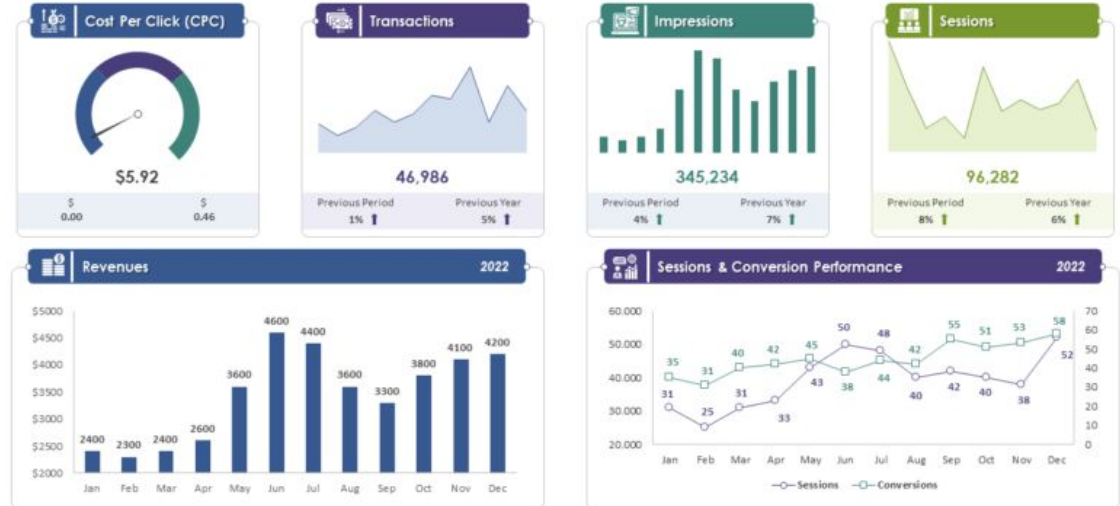 Cost Per Click (CPC)
$5.92
$ $
0.00 0.46
Transactions
46,986
Previous Period Previous Year
1% 5%
Impressions
345,234
Previous Period Previous Year
4% 7%
Sessions
96,282
Previous Period Previous Year
8% 6%
Revenues 2022
$5000
$4500
$4000
$3500
$3000
$2500
$2000
2400 2300 2400 2600 3600 4600 4400 3600 3300 3800 4100 4200
Jan Feb Mar Apr May Jun Jul Aug Sep Oct Nov Dec
Sessions & Conversion Performance 2022
60.000
50.000
40.000
30.000
20.000
35 31 40 42 45 38 44 42 55 51 53 58
31 25 31 33 43 50 48 40 42 40 38 52
70
60
50
40
30
20
10
0
Jan Feb Mar Apr May Jun Jul Aug Sep Oct Nov Dec
Sessions Conversions